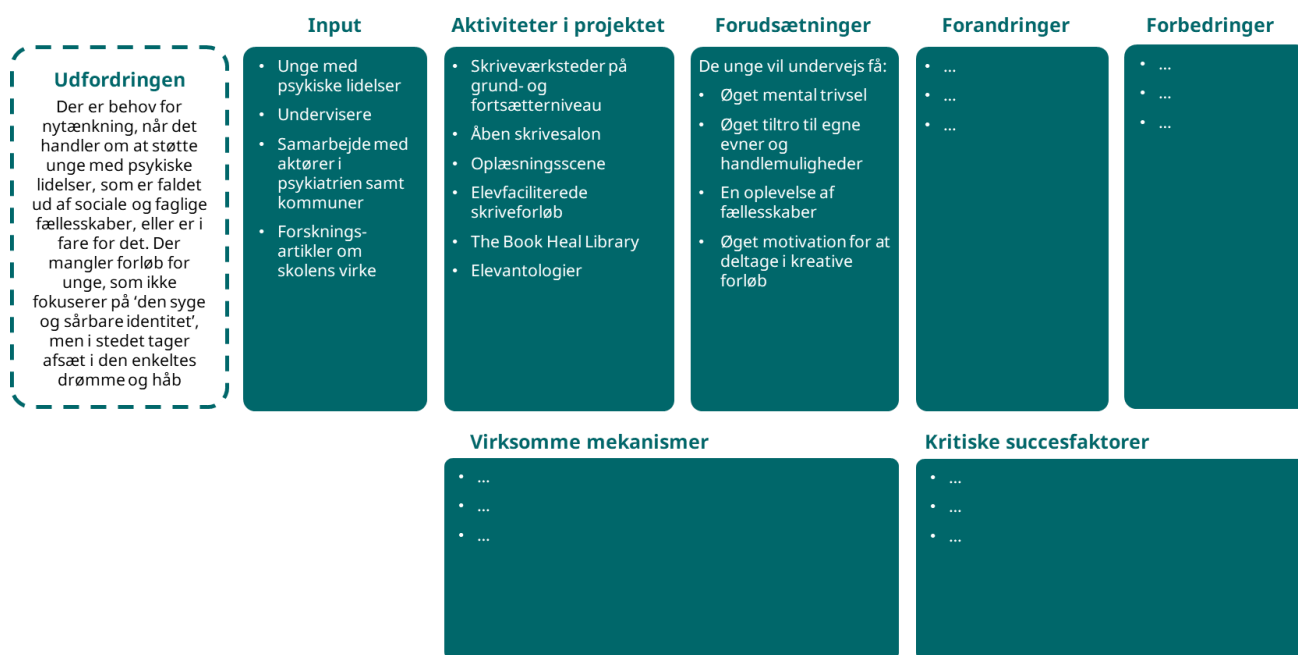 Udfordringen
Der er behov for
nytænkning, når det
handler om at støtte
unge med psykiske
lidelser, som er faldet
ud af sociale og faglige
fællesskaber, eller er i
fare for det. Der
mangler forløb for
unge, som ikke
fokuserer på ‘den syge
og sårbare identitet’,
men i stedet tager
afsæt i den enkeltes
drømme og håb
Input
• Unge med
psykiske lidelser
• Undervisere
• Samarbejde med
aktører i
psykiatrien samt
kommuner
• Forsknings-
artikler om
skolens virke
Aktiviteter i projektet
• Skriveværksteder på
grund- og
fortsætterniveau
• Åben skrivesalon
• Oplæsningsscene
• Elevfaciliterede
skriveforløb
• The Book Heal Library
• Elevantologier
Forudsætninger
De unge vil undervejs få:
• Øget mental trivsel
• Øget tiltro til egne
evner og
handlemuligheder
• En oplevelse af
fællesskaber
• Øget motivation for at
deltage i kreative
forløb
Forandringer
• ...
• ...
• ...
Forbedringer
• ...
• ...
• ...
Virksomme mekanismer
• ...
• ...
• ...
Kritiske succesfaktorer
• ...
• ...
• ...